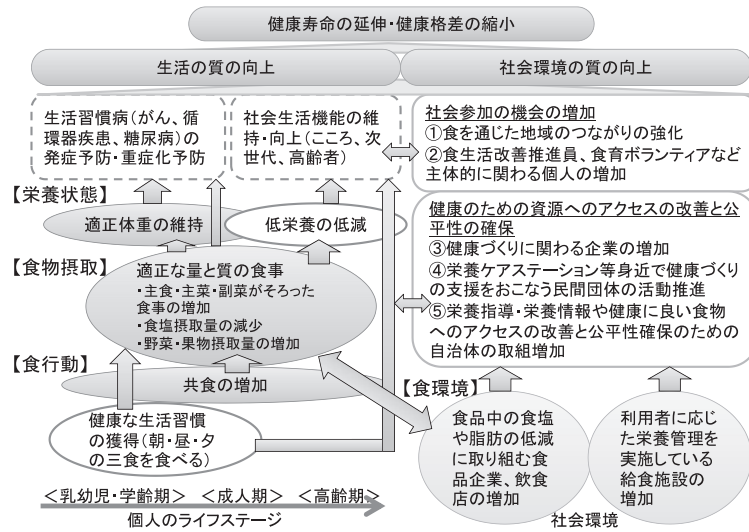 健康寿命の延伸・健康格差の縮小
生活の質の向上
社会環境の質の向上
生活習慣病(がん、循
環器疾患、糖尿病)の
発症予防・重症化予防
社会生活機能の維
持・向上(こころ、次
世代、高齢者)
社会参加の機会の増加
①食を通じた地域のつながりの強化
②食生活改善推進員、食育ボランティアなど
主体的に関わる個人の増加
【栄養状態】
適正体重の維持
低栄養の低減
健康のための資源へのアクセスの改善と公
平性の確保
③健康づくりに関わる企業の増加
④栄養ケアステーション等身近で健康づくり
の支援をおこなう民間団体の活動推進
⑤栄養指導・栄養情報や健康に良い食物
へのアクセスの改善と公平性確保のための
自治体の取組増加
【食物摂取】
適正な量と質の食事
・主食・主菜・副菜がそろった
食事の増加
・食塩摂取量の減少
・野菜・果物摂取量の増加
【食行動】
共食の増加
健康な生活習慣
の獲得(朝・昼・夕
の三食を食べる)
【食環境】
食品中の食塩
や脂肪の低減
に取り組む食
品企業、飲食
店の増加
利用者に応じ
た栄養管理を
実施している
給食施設の
増加
＜乳幼児・学齢期＞ ＜成人期＞ ＜高齢期＞
個人のライフステージ
社会環境